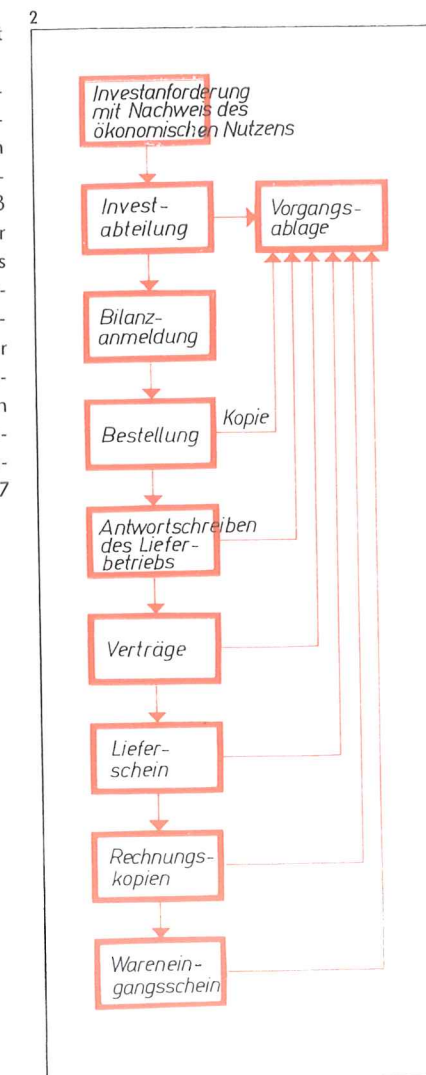 2
Investanforderung
mit Nachweis des
ökonomischen Nutzens
Invest-
abteilung
Vorgangs-
ablage
Bilanz-
anmeldung
Bestellung
Kopie
Antwortschreiben
des Liefer-
betriebs
Verträge
Liefer-
schein
Rechnungs-
kopien
Warenein-
gangsschein